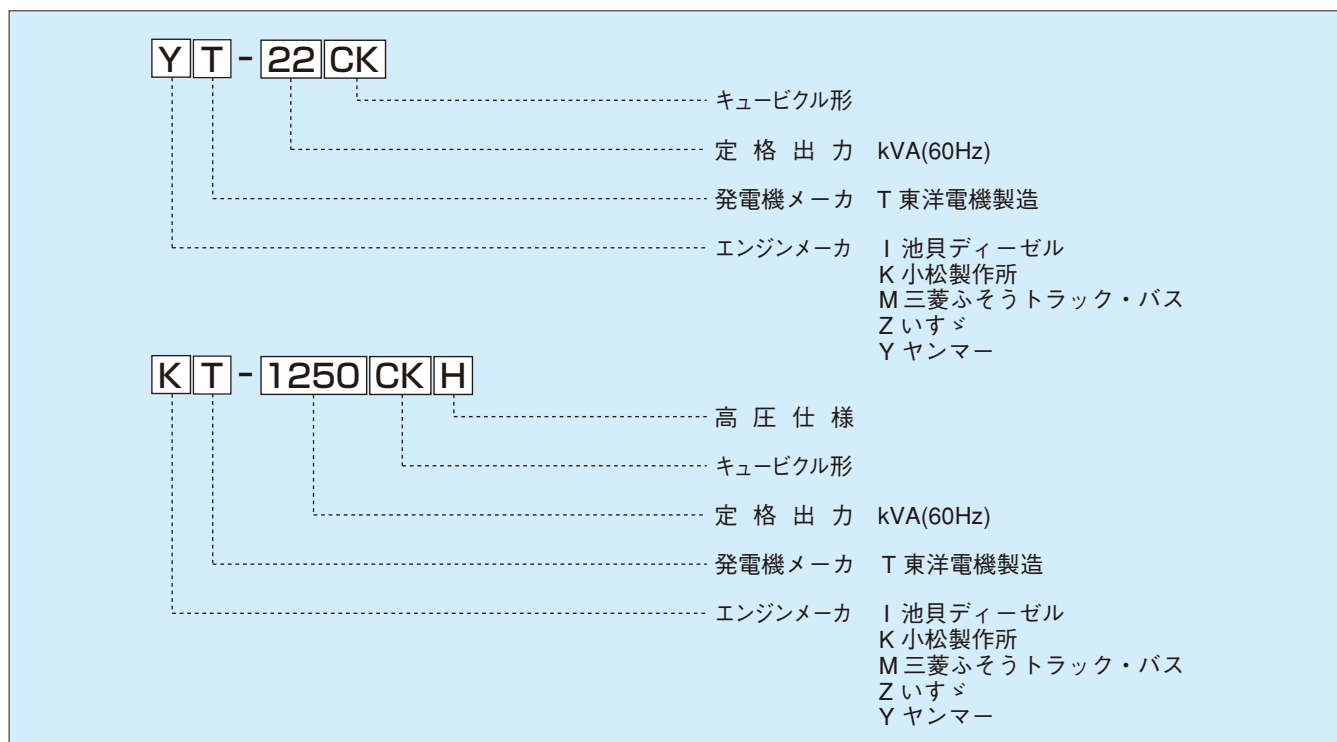 YT-22CK
キュービクル形
定格出力 kVA(60Hz)
発電機メーカ T 東洋電機製造
エンジンメーカ I 池貝ディーゼル
K 小松製作所
M 三菱ふそうトラック・バス
Z いすゞ
Y ヤンマー
KT-1250CKH
高圧仕様
キュービクル形
定格出力 kVA(60Hz)
発電機メーカ T 東洋電機製造
エンジンメーカ I 池貝ディーゼル
K 小松製作所
M 三菱ふそうトラック・バス
Z いすゞ
Y ヤンマー